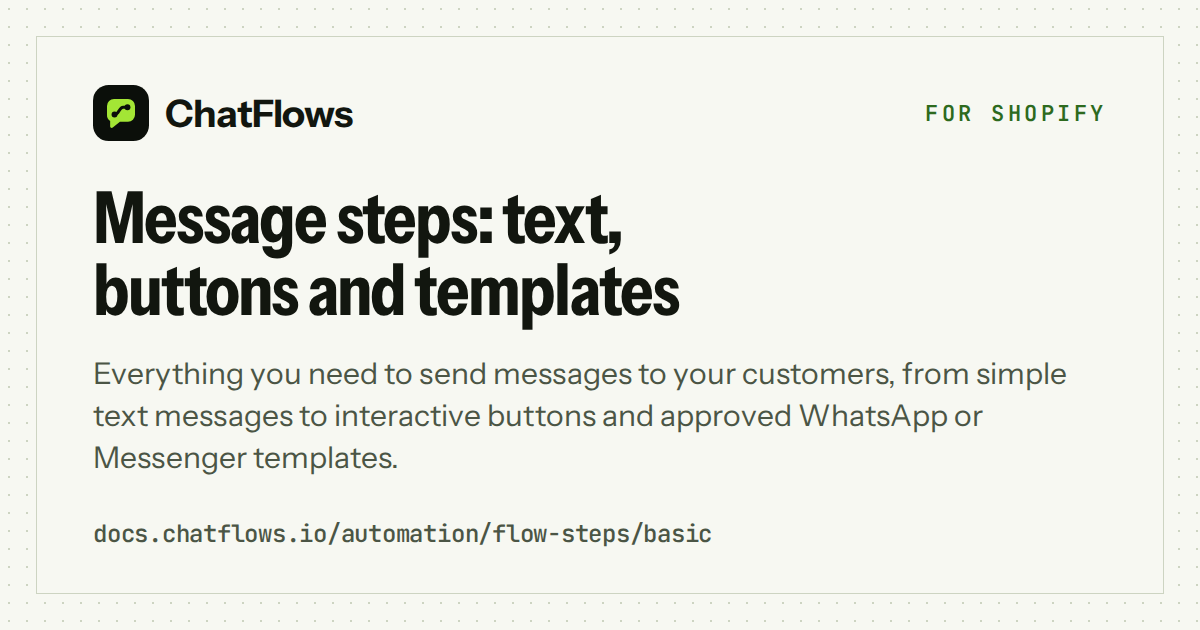 ChatFlows
FOR SHOPIFY
Message steps: text,
buttons and templates
Everything you need to send messages to your customers, from simple
text messages to interactive buttons and approved WhatsApp or
Messenger templates.
docs.chatflows.io/automation/flow-steps/basic